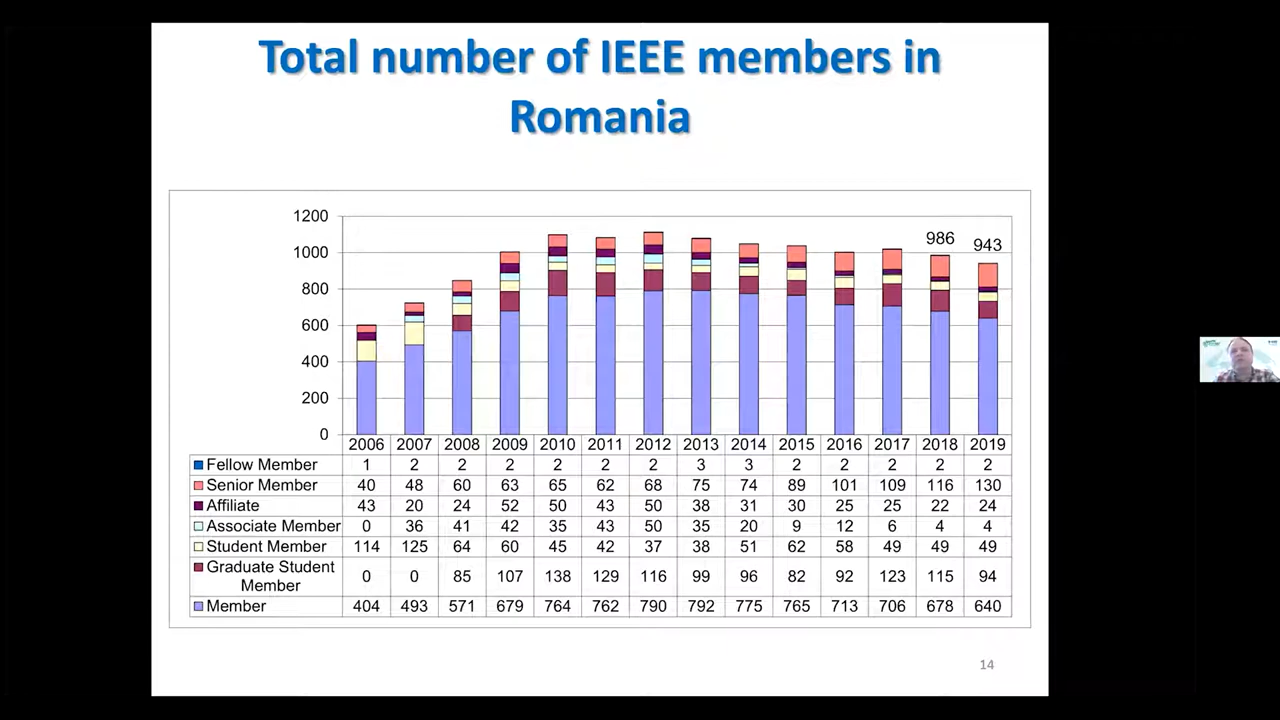 Total number of IEEE members in
Romania
1200
1000
800
600
400
200
0
986
943
2006 2007 2008 2009 2010 2011 2012 2013 2014 2015 2016 2017 2018 2019
Fellow Member 1 2 2 2 2 2 2 3 3 2 2 2 2 2
Senior Member 40 48 60 63 65 62 68 75 74 89 101 109 116 130
Affiliate 43 20 24 52 50 43 50 38 31 30 25 25 22 24
Associate Member 0 36 41 42 35 43 50 35 20 9 12 6 4 4
Student Member 114 125 64 60 45 42 37 38 51 62 58 49 49 49
Graduate Student
Member 0 0 85 107 138 129 116 99 96 82 92 123 115 94
Member 404 493 571 679 764 762 790 792 775 765 713 706 678 640
14